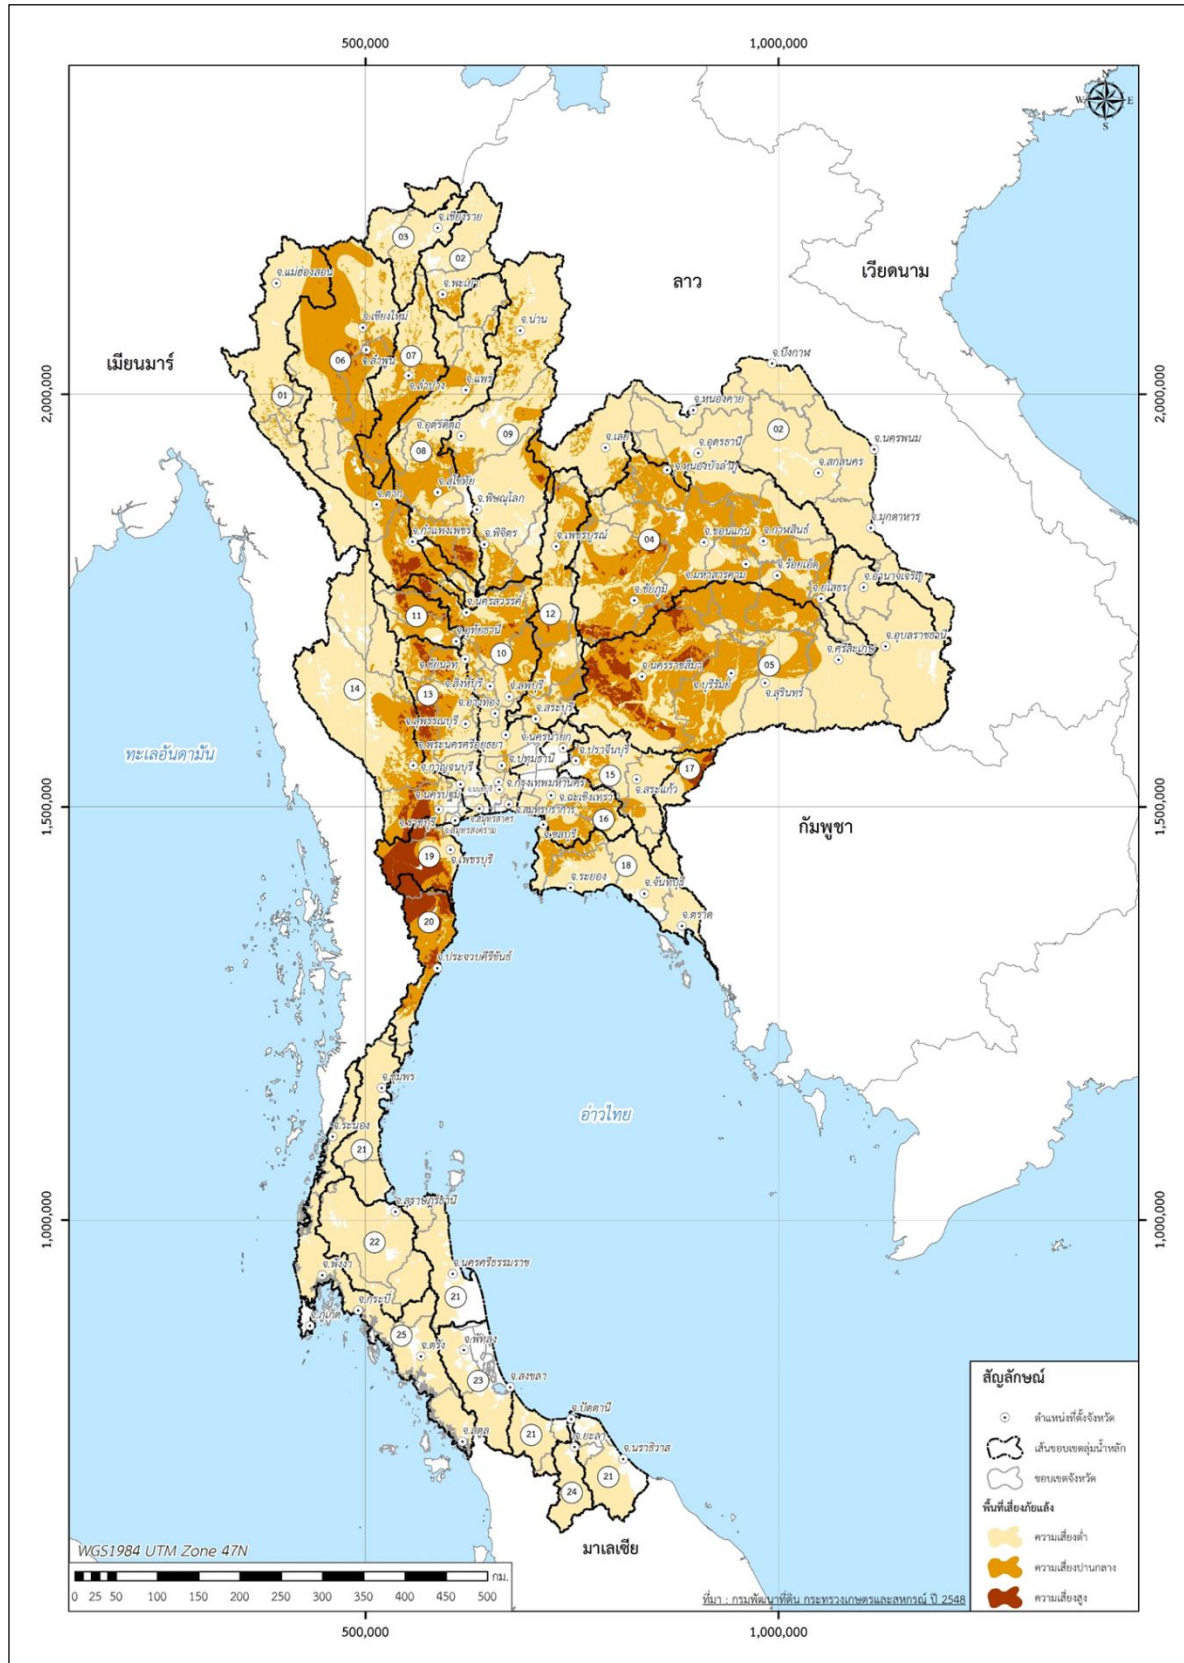 500,000
1,000,000
N
W
E
S
จ.เชียงราย
03
02
ลาว
เวียดนาม
จ.แม่ฮ่องสอน
จ.พะเยา
จ.เชียงใหม่
จ.น่าน
เมียนมาร์
06
จ.ลำพูน
07
จ.ลำปาง
จ.แพร่
จ.บึงกาฬ
2,000,000
01
2,000,000
จ.หนองคาย
จ.อุตรดิตถ์
09
02
08
จ.เลย
จ.อุดรธานี
จ.นครพนม
จ.หนองบัวลำภู
จ.สกลนคร
จ.สุโขทัย
จ.ตาก
จ.พิษณุโลก
จ.มุกดาหาร
จ.กำแพงเพชร
จ.พิจิตร
จ.เพชรบูรณ์
04
จ.ขอนแก่น
จ.กาฬสินธุ์
จ.มหาสารคาม
จ.ร้อยเอ็ด
จ.อำนาจเจริญ
จ.ยโสธร
จ.ชัยภูมิ
จ.นครสวรรค์
11
12
จ.อุทัยธานี
จ.อุบลราชธานี
10
จ.ชัยนาท
จ.ศรีสะเกษ
05
จ.นครราชสีมา
จ.บุรีรัมย์
จ.สุรินทร์
14
13
จ.สิงห์บุรี
จ.ลพบุรี
จ.อ่างทอง
จ.สระบุรี
จ.สุพรรณบุรี
จ.พระนครศรีอยุธยา
จ.นครนายก
จ.ปราจีนบุรี
ทะเลอันดามัน
จ.กาญจนบุรี
จ.ปทุมธานี
15
17
จ.กรุงเทพมหานคร
จ.สระแก้ว
จ.นครปฐม
จ.นนทบุรี
จ.ฉะเชิงเทรา
1,500,000
จ.สมุทรปราการ
1,500,000
จ.ราชบุรี
จ.สมุทรสาคร
จ.สมุทรสงคราม
16
จ.ชลบุรี
กัมพูชา
19
จ.เพชรบุรี
18
จ.ระยอง
จ.จันทบุรี
20
จ.ตราด
จ.ประจวบคีรีขันธ์
จ.ชุมพร
อ่าวไทย
จ.ระนอง
21
จ.สุราษฎร์ธานี
1,000,000
1,000,000
22
จ.นครศรีธรรมราช
จ.พังงา
21
จ.กระบี่
จ.ภูเก็ต
25
จ.ตรัง
จ.พัทลุง
23
จ.สงขลา
จ.ปัตตานี
จ.สตูล
21
จ.ยะลา
จ.นราธิวาส
21
24
มาเลเซีย
สัญลักษณ์
ตำแหน่งที่ตั้งจังหวัด
เส้นขอบเขตลุ่มน้ำหลัก
ขอบเขตจังหวัด
พื้นที่เสี่ยงภัยแล้ง
ความเสี่ยงต่ำ
ความเสี่ยงปานกลาง
ความเสี่ยงสูง
WGS1984 UTM Zone 47N
กม.
0 25 50 100 150 200 250 300 350 400 450 500
ที่มา : กรมพัฒนาที่ดิน กระทรวงเกษตรและสหกรณ์ ปี 2548
500,000
1,000,000